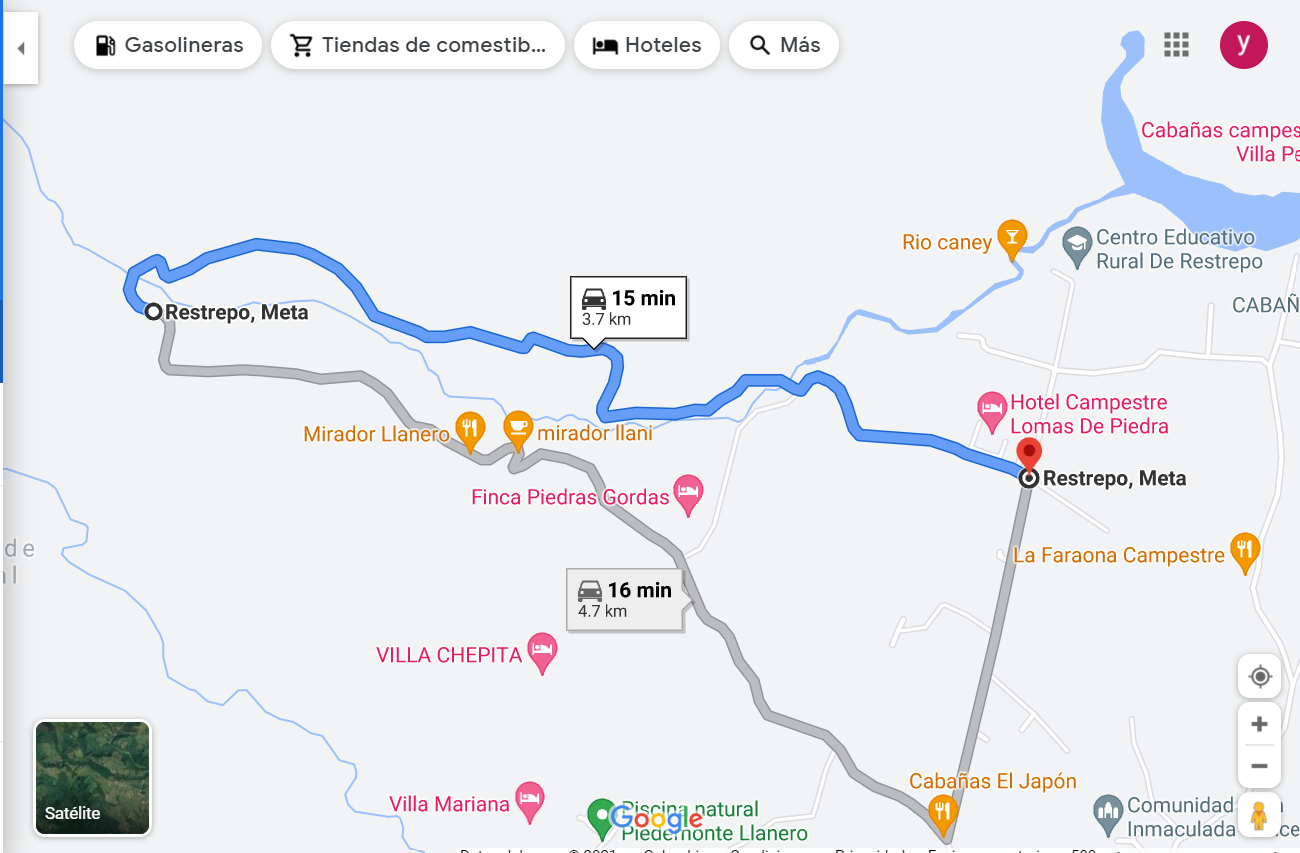 Gasolineras
Tiendas de comestib...
Hoteles
Más
y
Cabañas campes
Villa Pe
Rio caney
Centro Educativo
Rural De Restrepo
CABAÑ
Restrepo, Meta
15 min
3.7 km
Hotel Campestre
Lomas De Piedra
Mirador Llanero
mirador llani
Restrepo, Meta
Finca Piedras Gordas
de
al
La Faraona Campestre
16 min
4.7 km
VILLA CHEPITA
Cabañas El Japón
Villa Mariana
Piscina natural
Piedemonte Llanero
Google
Comunidad
Inmaculada
Satélite